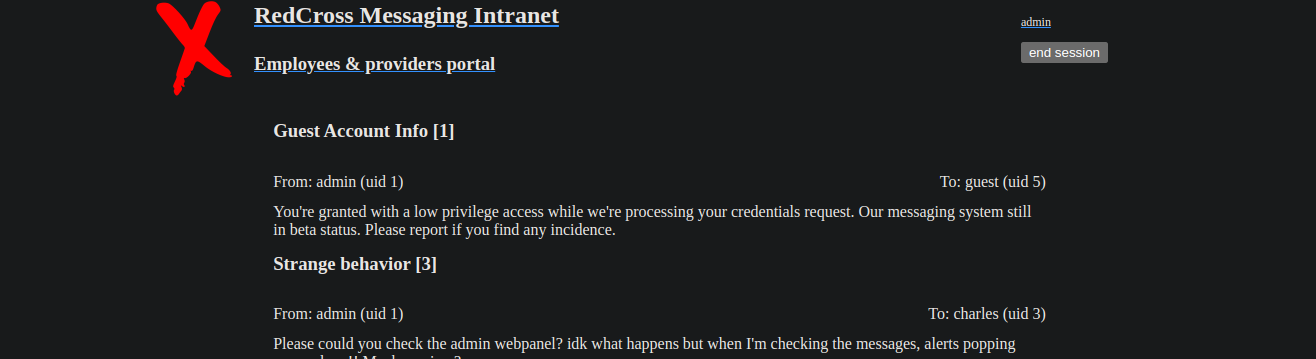 RedCross Messaging Intranet
admin
end session
Employees & providers portal
Guest Account Info [1]
From: admin (uid 1)
To: guest (uid 5)
You're granted with a low privilege access while we're processing your credentials request. Our messaging system still
in beta status. Please report if you find any incidence.
Strange behavior [3]
From: admin (uid 1)
To: charles (uid 3)
Please could you check the admin webpanel? idk what happens but when I'm checking the messages, alerts popping